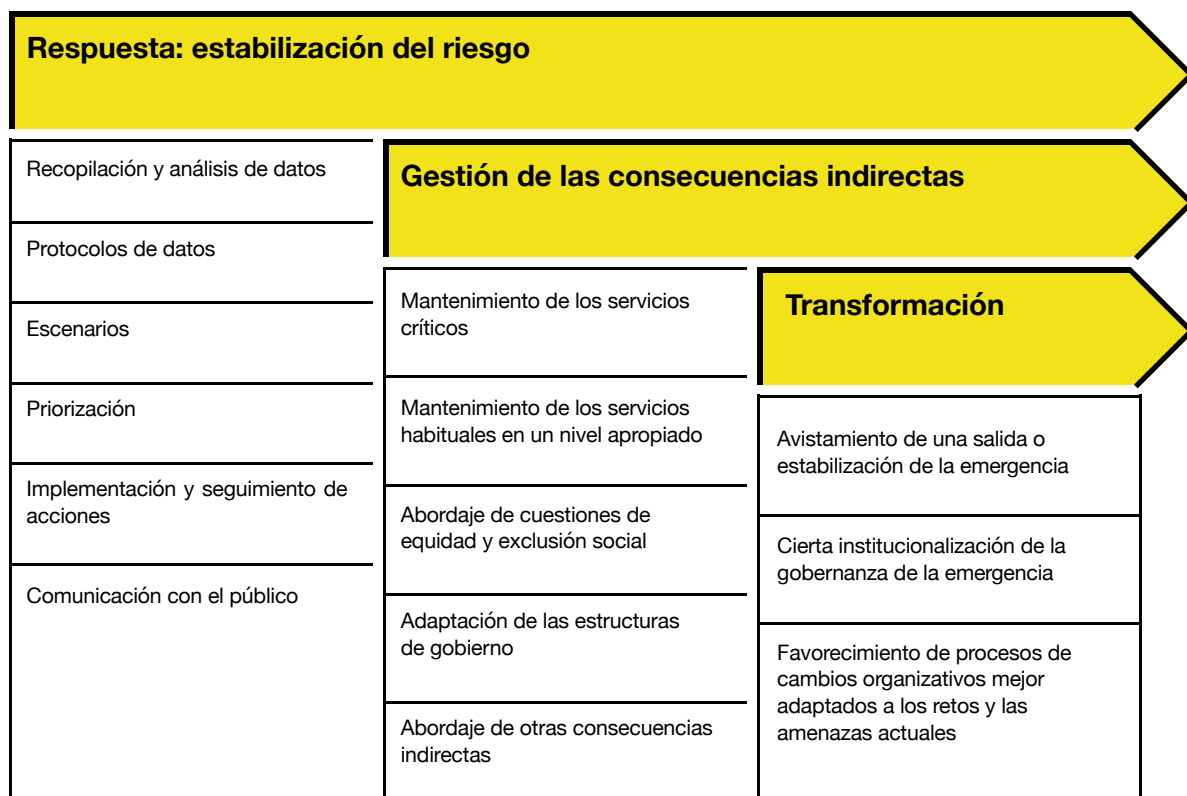 Respuesta: estabilización del riesgo
Recopilación y análisis de datos
Protocolos de datos
Escenarios
Priorización
Implementación y seguimiento de
acciones
Comunicación con el público
Gestión de las consecuencias indirectas
Mantenimiento de los servicios
críticos
Mantenimiento de los servicios
habituales en un nivel apropiado
Abordaje de cuestiones de
equidad y exclusión social
Adaptación de las estructuras
de gobierno
Abordaje de otras consecuencias
indirectas
Transformación
Avistamiento de una salida o
estabilización de la emergencia
Cierta institucionalización de la
gobernanza de la emergencia
Favorecimiento de procesos de
cambios organizativos mejor
adaptados a los retos y las
amenazas actuales